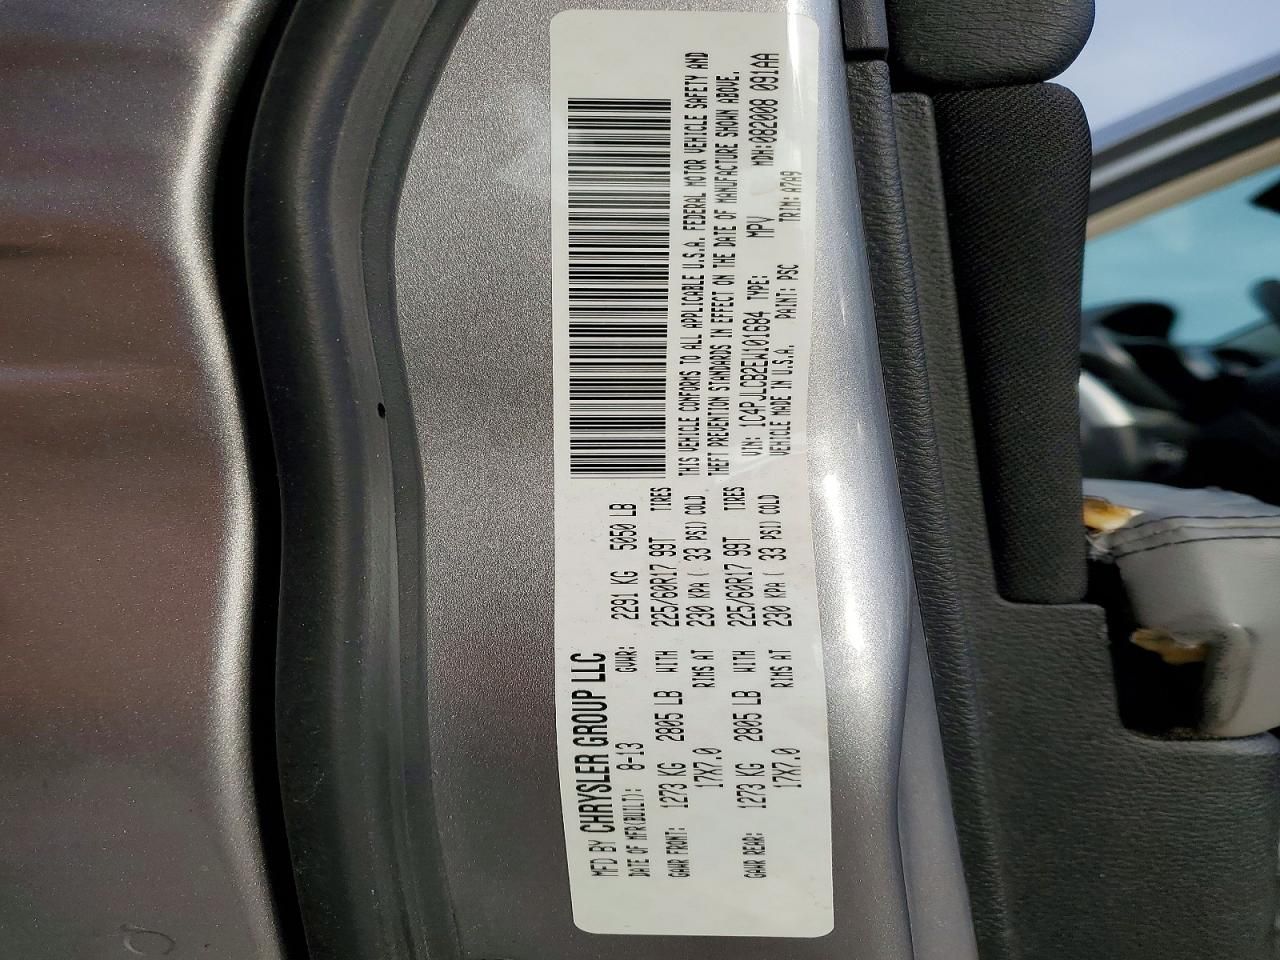 MFD BY CHRYSLER GROUP LLC
DATE OF MFR(BUILT): 8-13 GVWR: 2291 KG 5050 LB
GAWR FRONT: 1273 KG 2805 LB WITH 225/60R17 99T TIRES
17X7.0 RIMS AT 230 KPA( 33 PSI) COLD
GAWR REAR: 1273 KG 2805 LB WITH 225/60R17 99T TIRES
17X7.0 RIMS AT 230 KPA( 33 PSI) COLD
THIS VEHICLE CONFORMS TO ALL APPLICABLE U.S.A. FEDERAL MOTOR VEHICLE SAFETY AND
THEFT PREVENTION STANDARDS IN EFFECT ON THE DATE OF MANUFACTURE SHOWN ABOVE.
VIN: 1C4PJLCB2EW101684 TYPE: MPV MDH:082008 091AA
VEHICLE MADE IN U.S.A. PAINT: PSC TRIM: A7A9